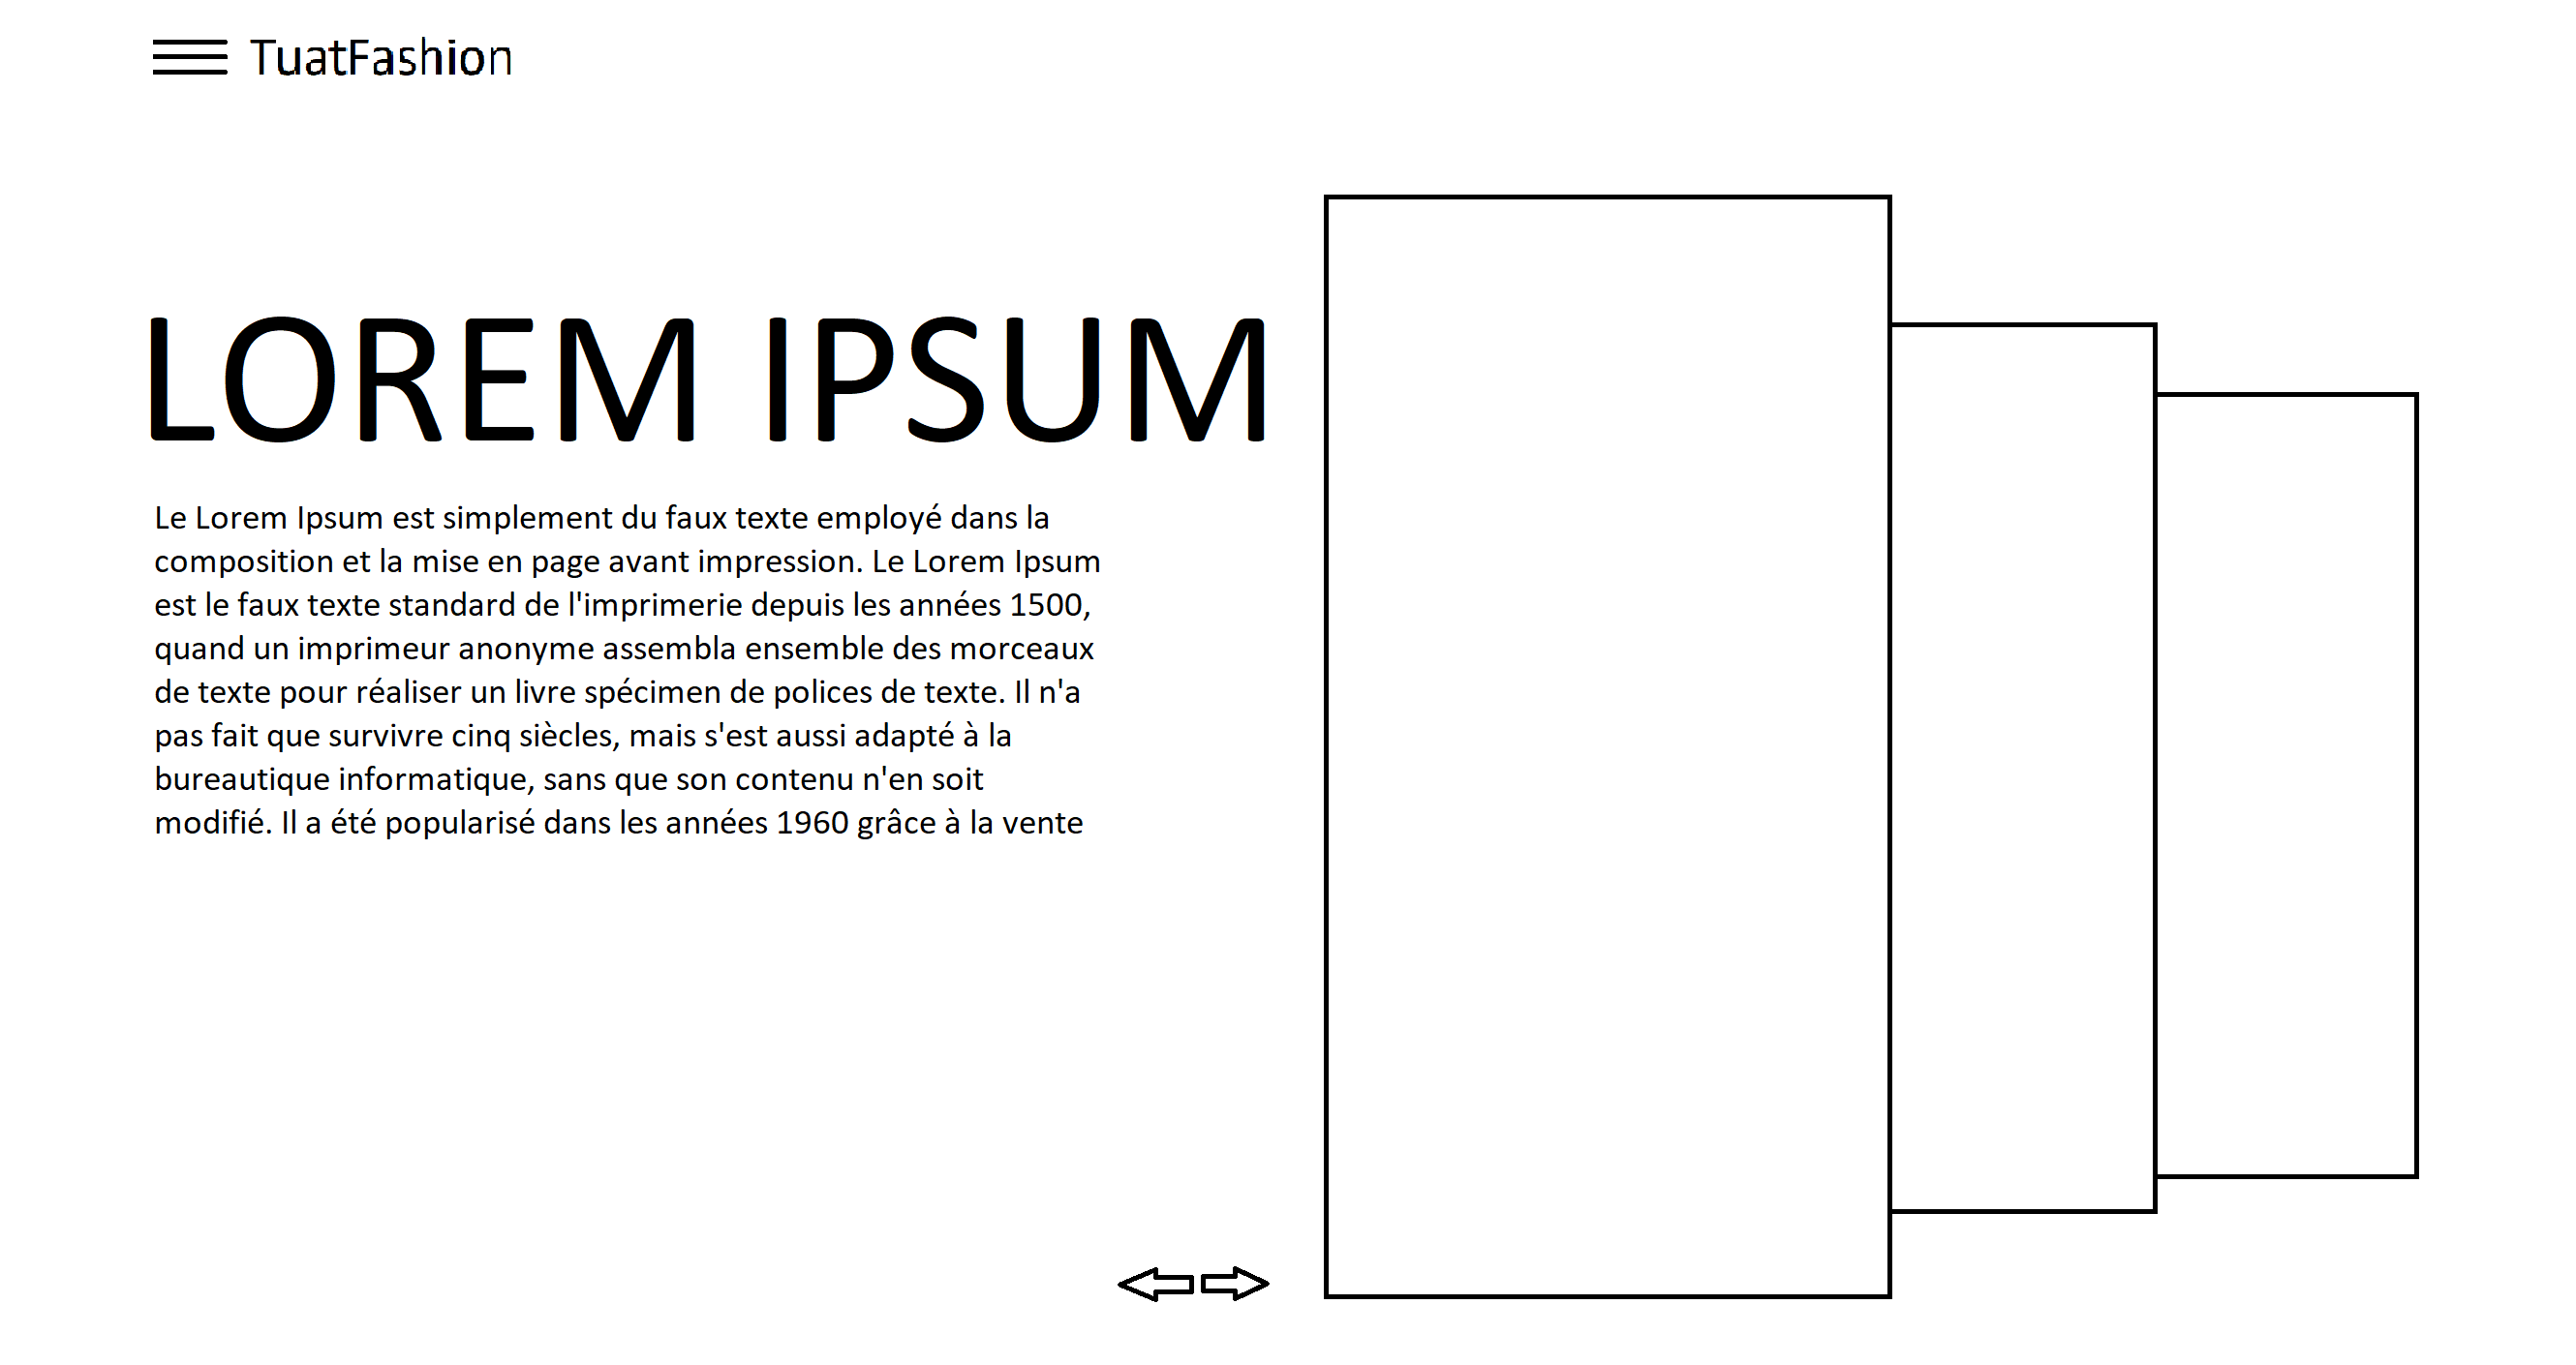 TuatFashion
LOREM IPSUM
Le Lorem Ipsum est simplement du faux texte employé dans la
composition et la mise en page avant impression. Le Lorem Ipsum
est le faux texte standard de l'imprimerie depuis les années 1500,
quand un imprimeur anonyme assembla ensemble des morceaux
de texte pour réaliser un livre spécimen de polices de texte. Il n'a
pas fait que survivre cinq siècles, mais s'est aussi adapté à la
bureautique informatique, sans que son contenu n'en soit
modifié. Il a été popularisé dans les années 1960 grâce à la vente